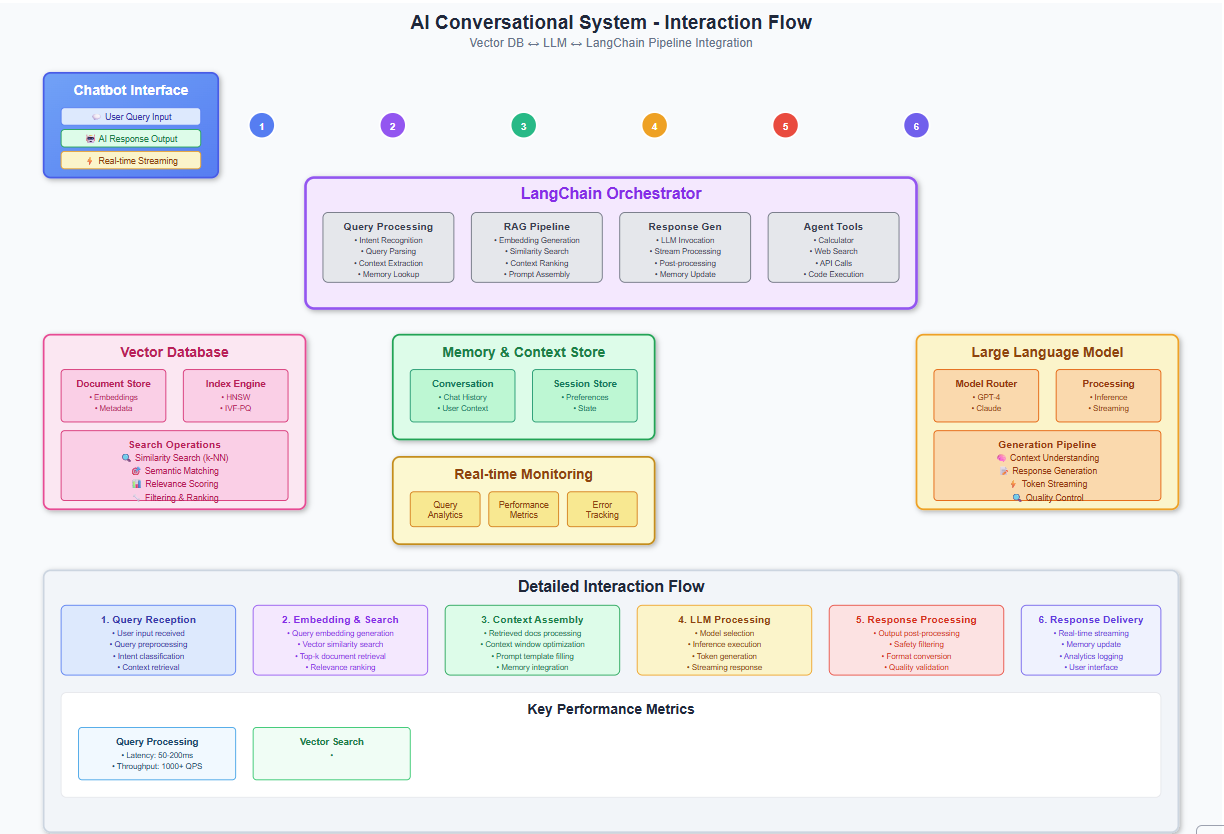 AI Conversational System - Interaction Flow
Vector DB ↔ LLM ↔ LangChain Pipeline Integration
Chatbot Interface
User Query Input
AI Response Output
Real-time Streaming
1
2
3
4
5
6
LangChain Orchestrator
Query Processing
• Intent Recognition
• Query Parsing
• Context Extraction
• Memory Lookup
RAG Pipeline
• Embedding Generation
• Similarity Search
• Context Ranking
• Prompt Assembly
Response Gen
• LLM Invocation
• Stream Processing
• Post-processing
• Memory Update
Agent Tools
• Calculator
• Web Search
• API Calls
• Code Execution
Vector Database
Document Store
• Embeddings
• Metadata
Index Engine
• HNSW
• IVF-PQ
Search Operations
Similarity Search (k-NN)
Semantic Matching
Relevance Scoring
Filtering & Ranking
Memory & Context Store
Conversation
• Chat History
• User Context
Session Store
• Preferences
• State
Real-time Monitoring
Query
Analytics
Performance
Metrics
Error
Tracking
Large Language Model
Model Router
• GPT-4
• Claude
Processing
• Inference
• Streaming
Generation Pipeline
Context Understanding
Response Generation
Token Streaming
Quality Control
Detailed Interaction Flow
1. Query Reception
• User input received
• Query preprocessing
• Intent classification
• Context retrieval
2. Embedding & Search
• Query embedding generation
• Vector similarity search
• Top-k document retrieval
• Relevance ranking
3. Context Assembly
• Retrieved docs processing
• Context window optimization
• Prompt template filling
• Memory integration
4. LLM Processing
• Model selection
• Inference execution
• Token generation
• Streaming response
5. Response Processing
• Output post-processing
• Safety filtering
• Format conversion
• Quality validation
6. Response Delivery
• Real-time streaming
• Memory update
• Analytics logging
• User interface
Key Performance Metrics
Query Processing
• Latency: 50-200ms
• Throughput: 1000+ QPS
Vector Search
•